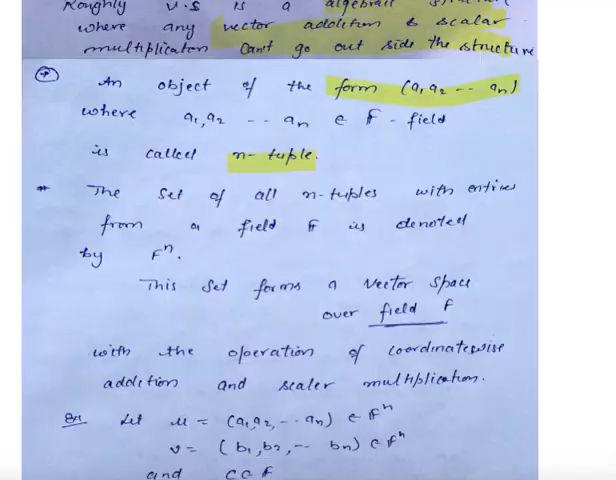 Roughly v.s is a algebraic
where any vector addition & scalar
multiplication can't go out side the structure
An object of the form (a₁, a₂ -- aₙ)
where a₁, a₂ -- aₙ ∈ F - field
is called n-tuple.
* The set of all n-tuples with entries
from a field F is denoted
by Fⁿ.
This set forms a vector space
over field F
with the operation of coordinatewise
addition and scaler multiplication.
Ex Let u = (a₁, a₂, -- aₙ) ∈ Fⁿ
v = (b₁, b₂, -- bₙ) ∈ Fⁿ
and c ∈ F